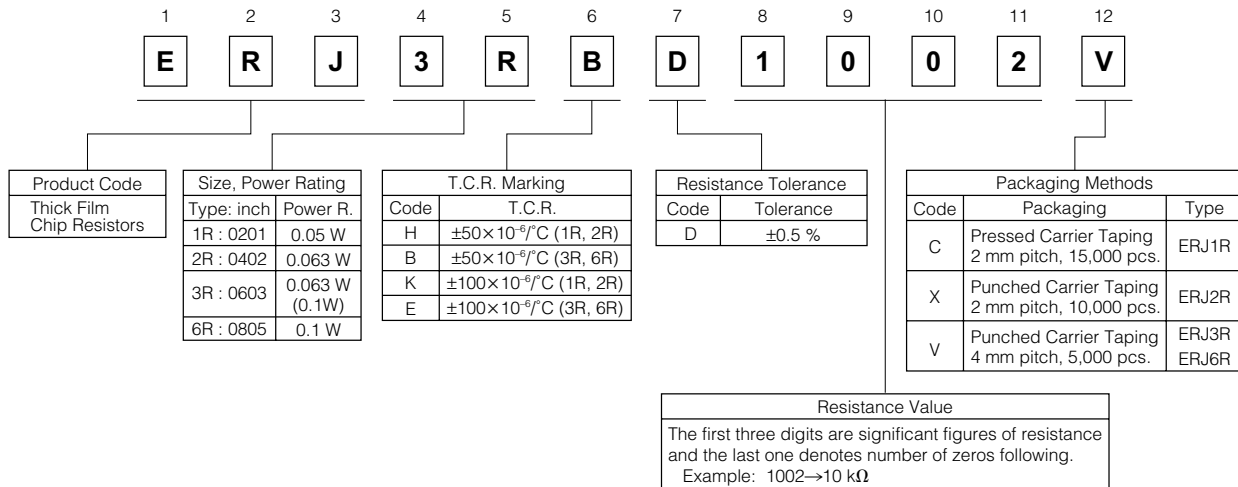 1 2 3 4 5 6 7 8 9 10 11 12
E R J 3 R B D 1 0 0 2 V
Product Code
Thick Film
Chip Resistors
Size, Power Rating
Type: inch Power R.
1R : 0201 0.05 W
2R : 0402 0.063 W
3R : 0603 0.063 W
(0.1W)
6R : 0805 0.1 W
T.C.R. Marking
Code T.C.R.
H ±50×10⁻⁶/°C (1R, 2R)
B ±50×10⁻⁶/°C (3R, 6R)
K ±100×10⁻⁶/°C (1R, 2R)
E ±100×10⁻⁶/°C (3R, 6R)
Resistance Tolerance
Code Tolerance
D ±0.5 %
Packaging Methods
Code Packaging Type
C Pressed Carrier Taping
2 mm pitch, 15,000 pcs. ERJ1R
X Punched Carrier Taping
2 mm pitch, 10,000 pcs. ERJ2R
V Punched Carrier Taping ERJ3R
4 mm pitch, 5,000 pcs. ERJ6R
Resistance Value
The first three digits are significant figures of resistance
and the last one denotes number of zeros following.
Example: 1002→10 kΩ